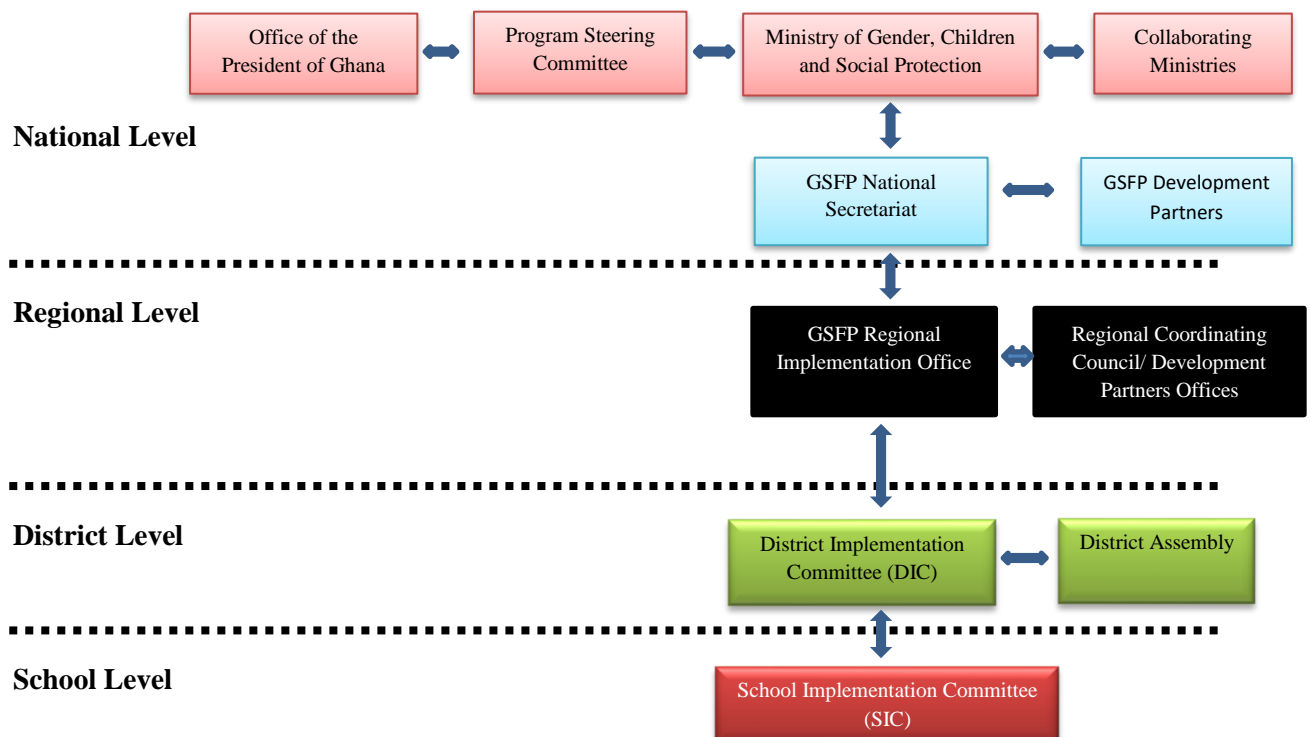 Office of the
President of Ghana
Program Steering
Committee
Ministry of Gender, Children
and Social Protection
Collaborating
Ministries
National Level
GSFP National
Secretariat
GSFP Development
Partners
Regional Level
GSFP Regional
Implementation Office
Regional Coordinating
Council/ Development
Partners Offices
District Level
District Implementation
Committee (DIC)
District Assembly
School Level
School Implementation Committee
(SIC)